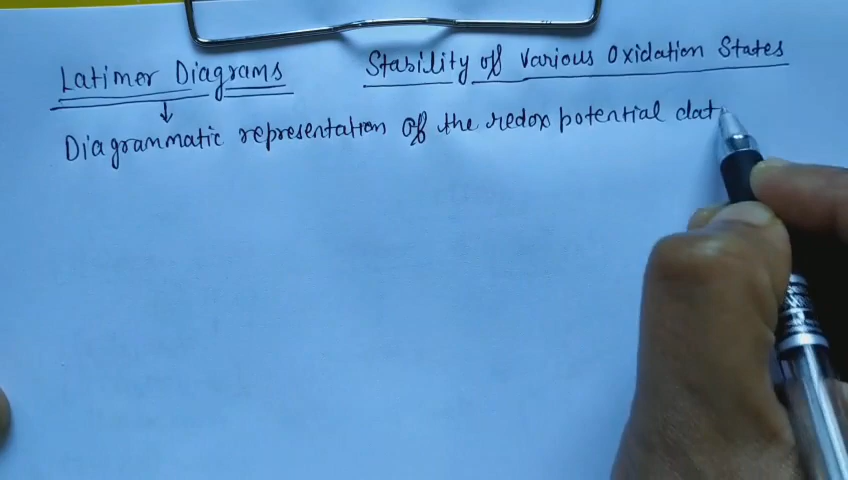 Latimer Diagrams Stability of Various Oxidation States
Diagrammatic representation of the redox potential dat